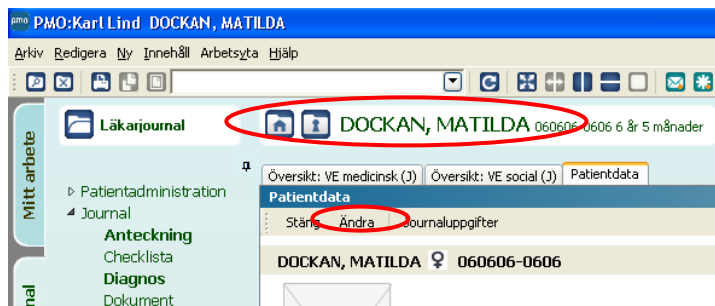 pmo PMO:Karl Lind DOCKAN, MATILDA
Arkiv Redigera Ny Innehåll Arbetsyta Hjälp
Mitt arbete
Läkarjournal
DOCKAN, MATILDA 060606-0606 6 år 5 månader
Översikt: VE medicinsk (J) Översikt: VE social (J) Patientdata
Patientdata
Stäng Ändra Journaluppgifter
DOCKAN, MATILDA ♀ 060606-0606
Patientadministration
Journal
Anteckning
Checklista
Diagnos
Dokument